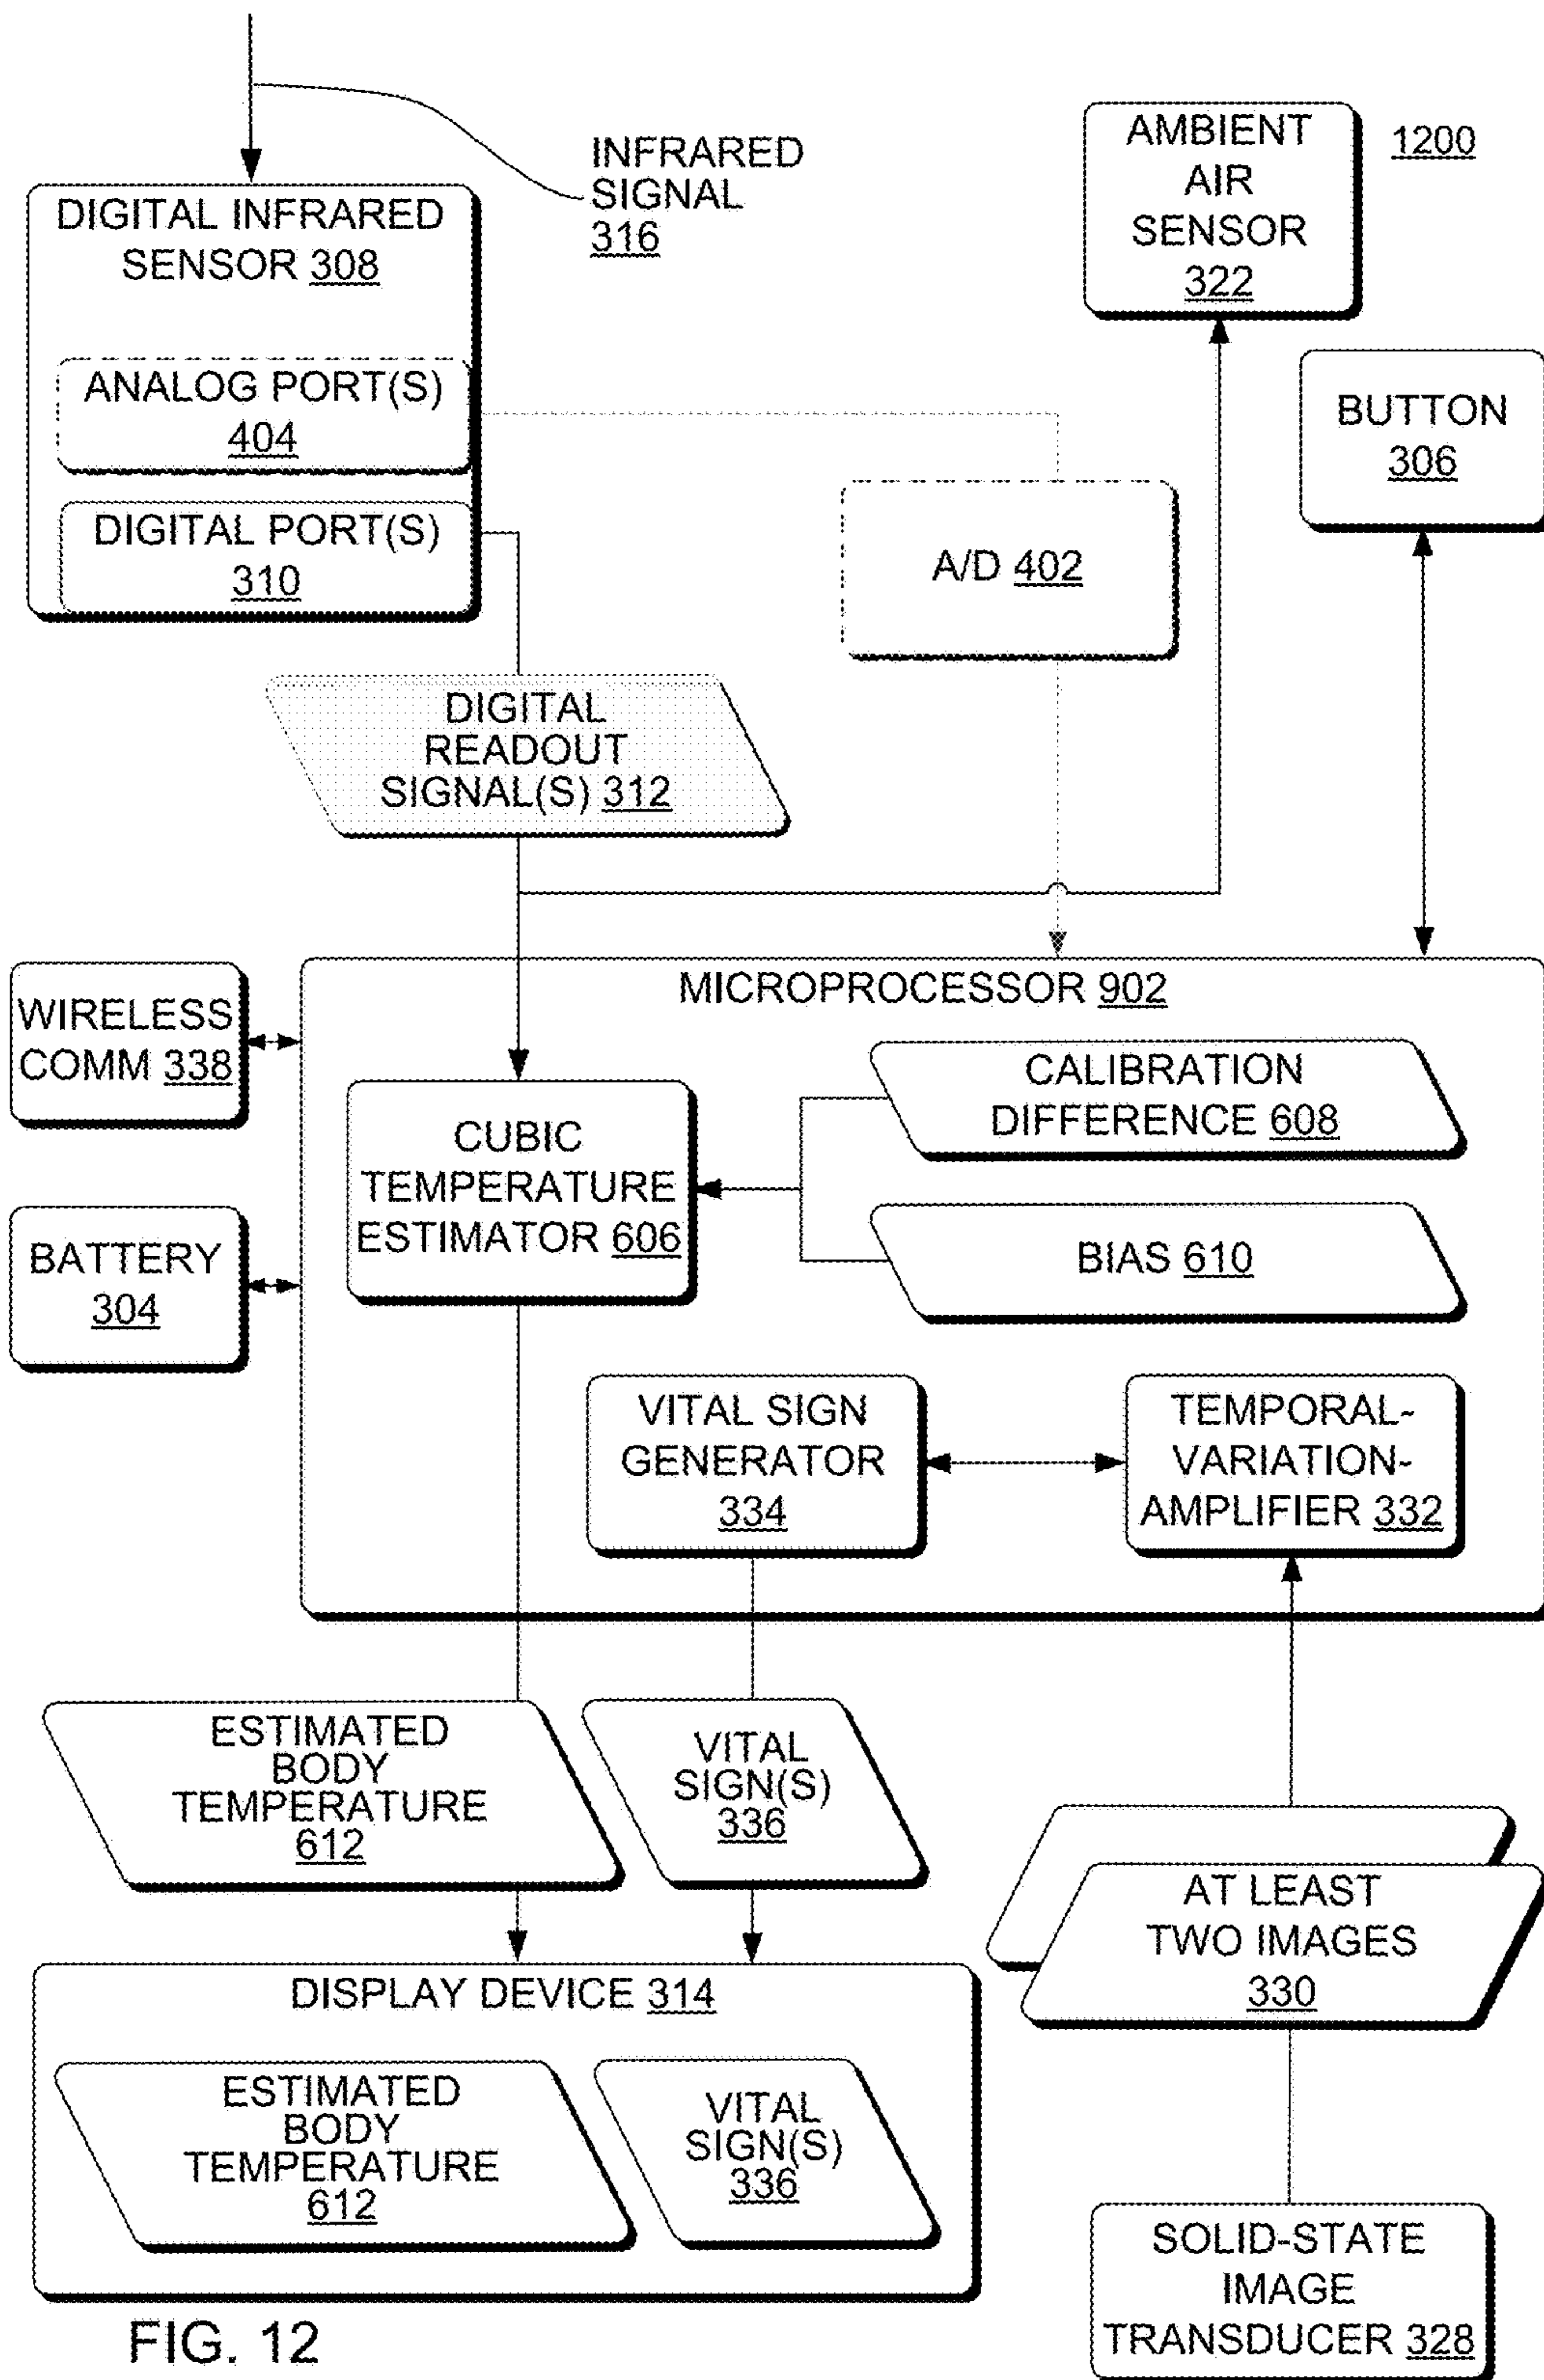 INFRARED
SIGNAL
316
AMBIENT
AIR
SENSOR
322
1200
DIGITAL INFRARED
SENSOR 308
ANALOG PORT(S)
404
DIGITAL PORT(S)
310
BUTTON
306
A/D 402
DIGITAL
READOUT
SIGNAL(S) 312
MICROPROCESSOR 902
WIRELESS
COMM 338
CALIBRATION
DIFFERENCE 608
CUBIC
TEMPERATURE
ESTIMATOR 606
BATTERY
304
BIAS 610
VITAL SIGN
GENERATOR
334
TEMPORAL-
VARIATION-
AMPLIFIER 332
ESTIMATED
BODY
TEMPERATURE
612
VITAL
SIGN(S)
336
AT LEAST
TWO IMAGES
330
DISPLAY DEVICE 314
ESTIMATED
BODY
TEMPERATURE
612
VITAL
SIGN(S)
336
SOLID-STATE
IMAGE
TRANSDUCER 328
FIG. 12